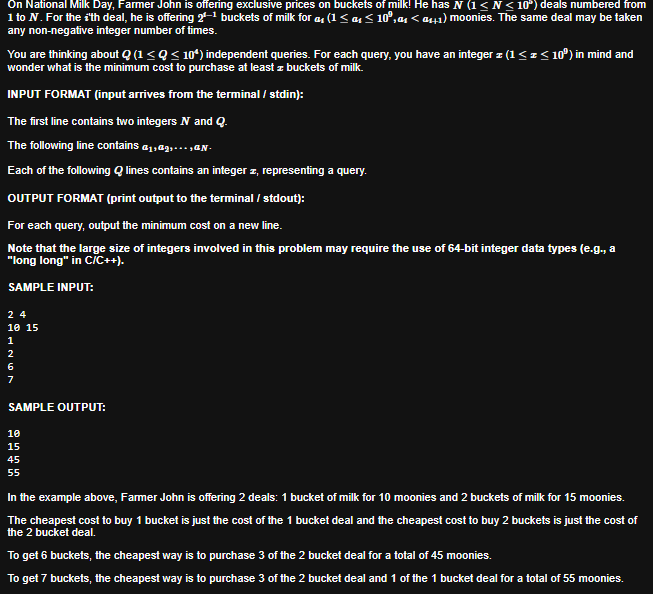 On National Milk Day, Farmer John is offering exclusive prices on buckets of milk! He has N (1 ≤ N ≤ 10⁵) deals numbered from
1 to N. For the i'th deal, he is offering 2ⁱ⁻¹ buckets of milk for aᵢ (1 ≤ aᵢ ≤ 10⁹, aᵢ < aᵢ₊₁) moonies. The same deal may be taken
any non-negative integer number of times.
You are thinking about Q (1 ≤ Q ≤ 10⁴) independent queries. For each query, you have an integer x (1 ≤ x ≤ 10⁹) in mind and
wonder what is the minimum cost to purchase at least x buckets of milk.
INPUT FORMAT (input arrives from the terminal / stdin):
The first line contains two integers N and Q.
The following line contains a₁, a₂, . . . , a_N.
Each of the following Q lines contains an integer x, representing a query.
OUTPUT FORMAT (print output to the terminal / stdout):
For each query, output the minimum cost on a new line.
Note that the large size of integers involved in this problem may require the use of 64-bit integer data types (e.g., a
"long long" in C/C++).
SAMPLE INPUT:
2 4
10 15
1
2
6
7
SAMPLE OUTPUT:
10
15
45
55
In the example above, Farmer John is offering 2 deals: 1 bucket of milk for 10 moonies and 2 buckets of milk for 15 moonies.
The cheapest cost to buy 1 bucket is just the cost of the 1 bucket deal and the cheapest cost to buy 2 buckets is just the cost of
the 2 bucket deal.
To get 6 buckets, the cheapest way is to purchase 3 of the 2 bucket deal for a total of 45 moonies.
To get 7 buckets, the cheapest way is to purchase 3 of the 2 bucket deal and 1 of the 1 bucket deal for a total of 55 moonies.